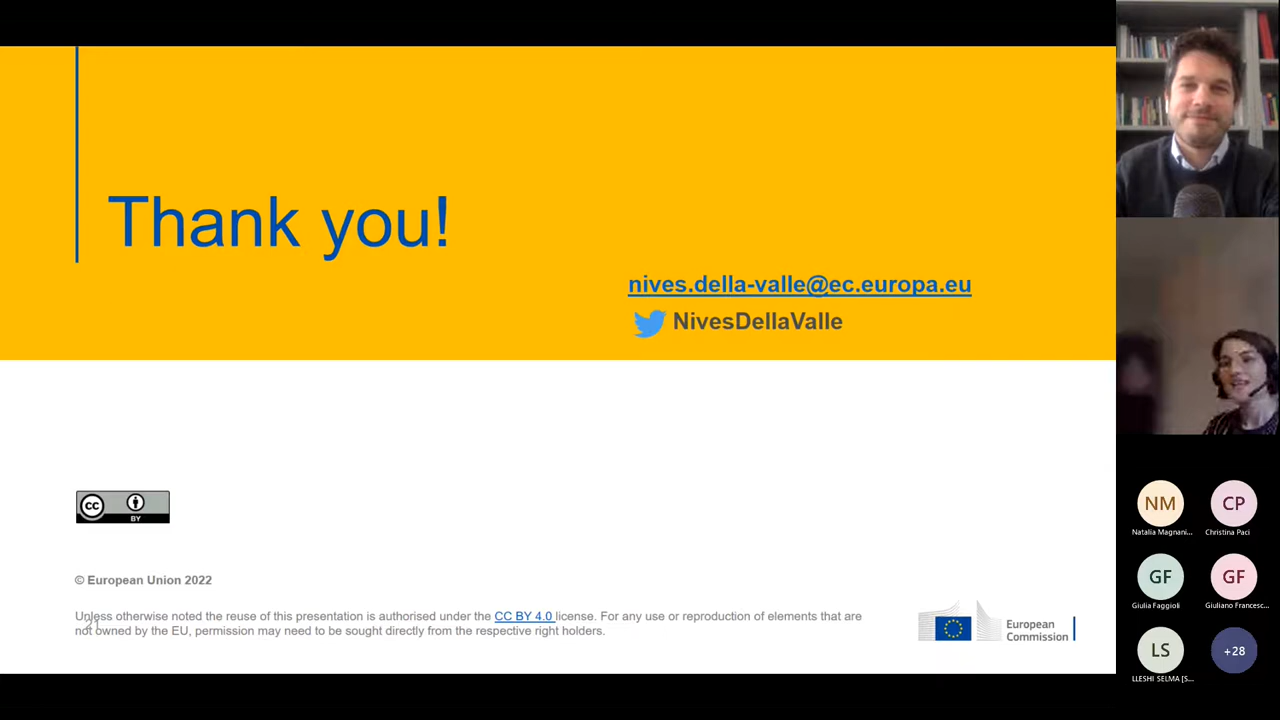 Thank you!
nives.della-valle@ec.europa.eu
NivesDellaValle
cc
BY
© European Union 2022
Unless otherwise noted the reuse of this presentation is authorised under the CC BY 4.0 license. For any use or reproduction of elements that are
not owned by the EU, permission may need to be sought directly from the respective right holders.
21
European
Commission
NM
CP
Natalia Magnani...
Christina Paci
GF
GF
Giulia Faggioli
Giuliano Francesc...
LS
+28
LLESHI SELMA [S...